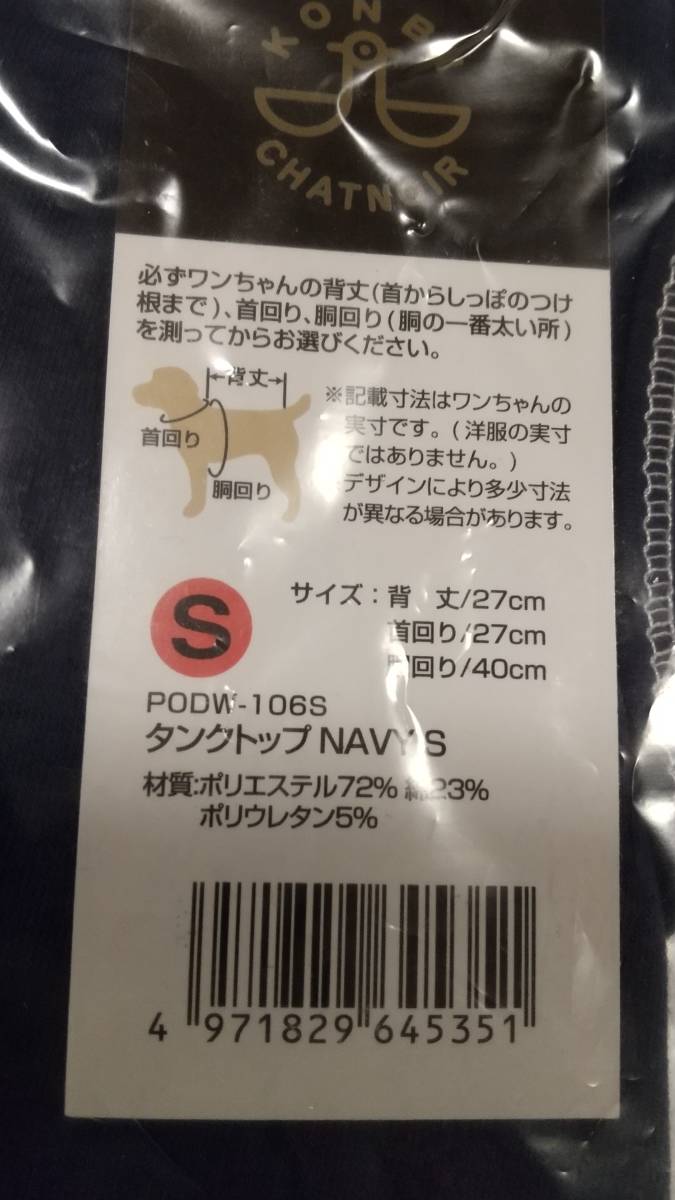 KONB
CHATNOIR
必ずワンちゃんの背丈(首からしっぽのつけ
根まで)、首回り、胴回り(胴の一番太い所)
を測ってからお選びください。
背丈
首回り
胴回り
※記載寸法はワンちゃんの
実寸です。(洋服の実寸
ではありません。)
デザインにより多少寸法
が異なる場合があります。
S
サイズ:背 丈/27cm
首回り/27cm
胴回り/40cm
PODW-106S
タンクトップ NAVY S
材質:ポリエステル72% 綿23%
ポリウレタン5%
4 971829 645351